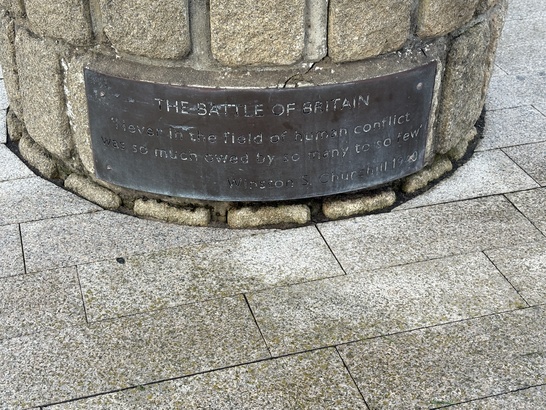 THE BATTLE OF BRITAIN
"Never in the field of human conflict
was so much owed by so many to so few"
Winston S. Churchill 1940